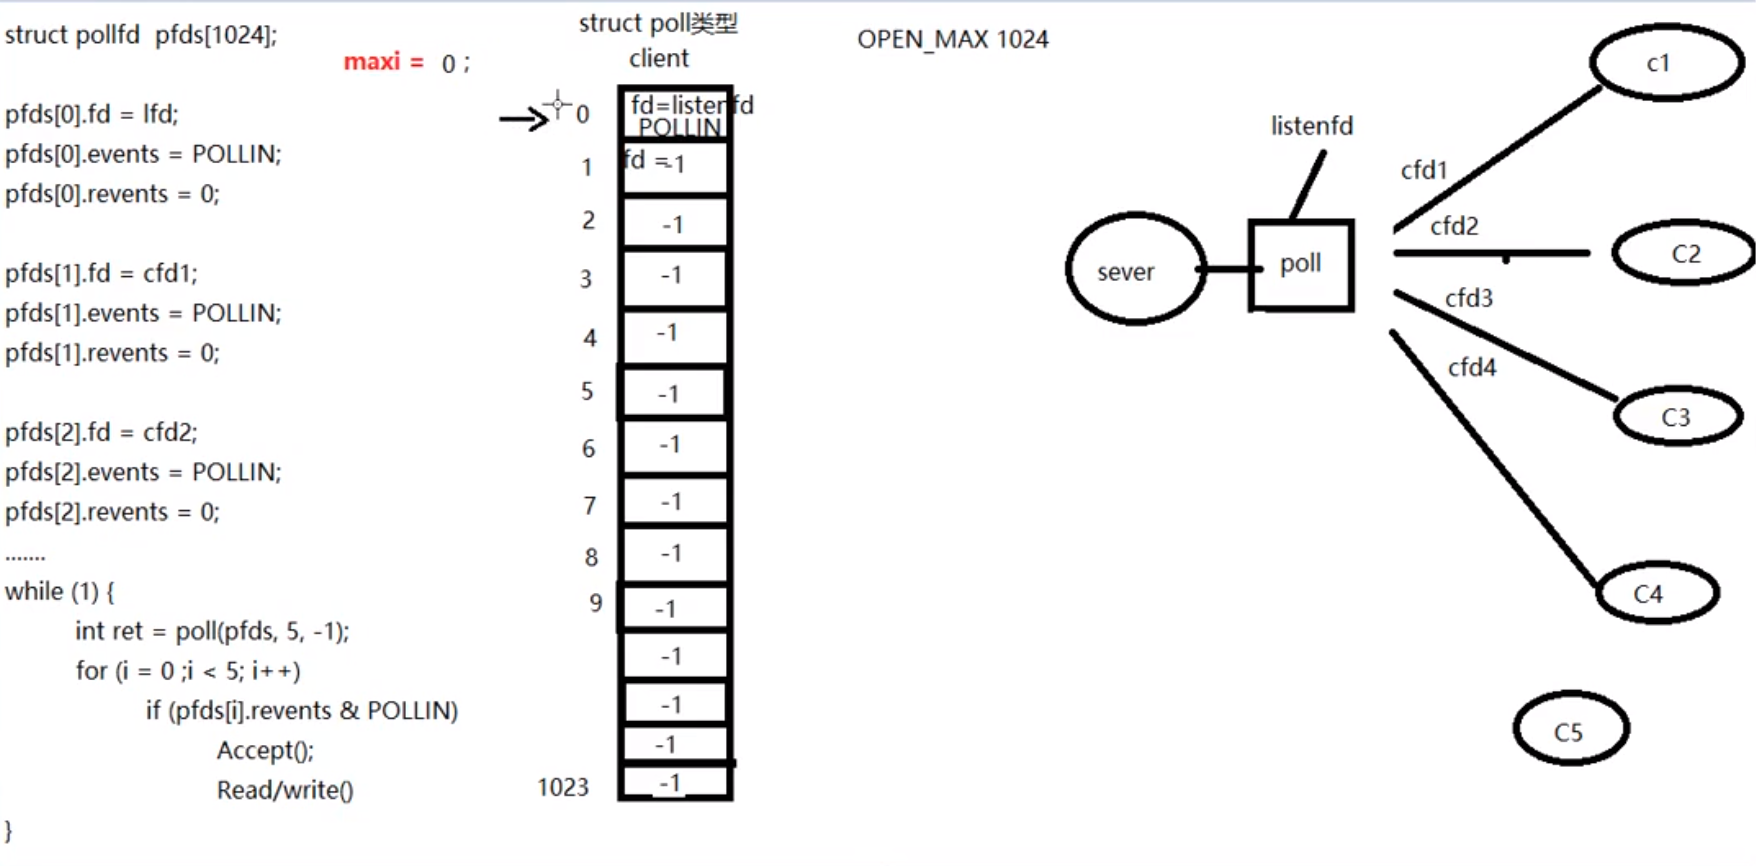 struct pollfd pfds[1024];
maxi = 0 ;
pfds[0].fd = lfd;
pfds[0].events = POLLIN;
pfds[0].revents = 0;
pfds[1].fd = cfd1;
pfds[1].events = POLLIN;
pfds[1].revents = 0;
pfds[2].fd = cfd2;
pfds[2].events = POLLIN;
pfds[2].revents = 0;
.......
while (1) {
int ret = poll(pfds, 5, -1);
for (i = 0 ;i < 5; i++)
if (pfds[i].revents & POLLIN)
Accept();
Read/write()
}
struct poll类型
client
0 fd=listenfd
POLLIN
1 fd =-1
2 -1
3 -1
4 -1
5 -1
6 -1
7 -1
8 -1
9 -1
-1
-1
-1
1023 -1
OPEN_MAX 1024
listenfd
sever
poll
cfd1
cfd2
cfd3
cfd4
c1
C2
C3
C4
C5